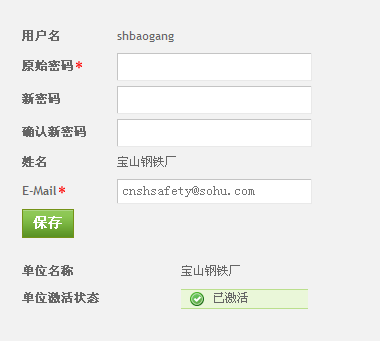 用户名 shbaogang
原始密码*
新密码
确认新密码
姓名 宝山钢铁厂
E-Mail* cnshsafety@sohu.com
保存
单位名称 宝山钢铁厂
单位激活状态 已激活